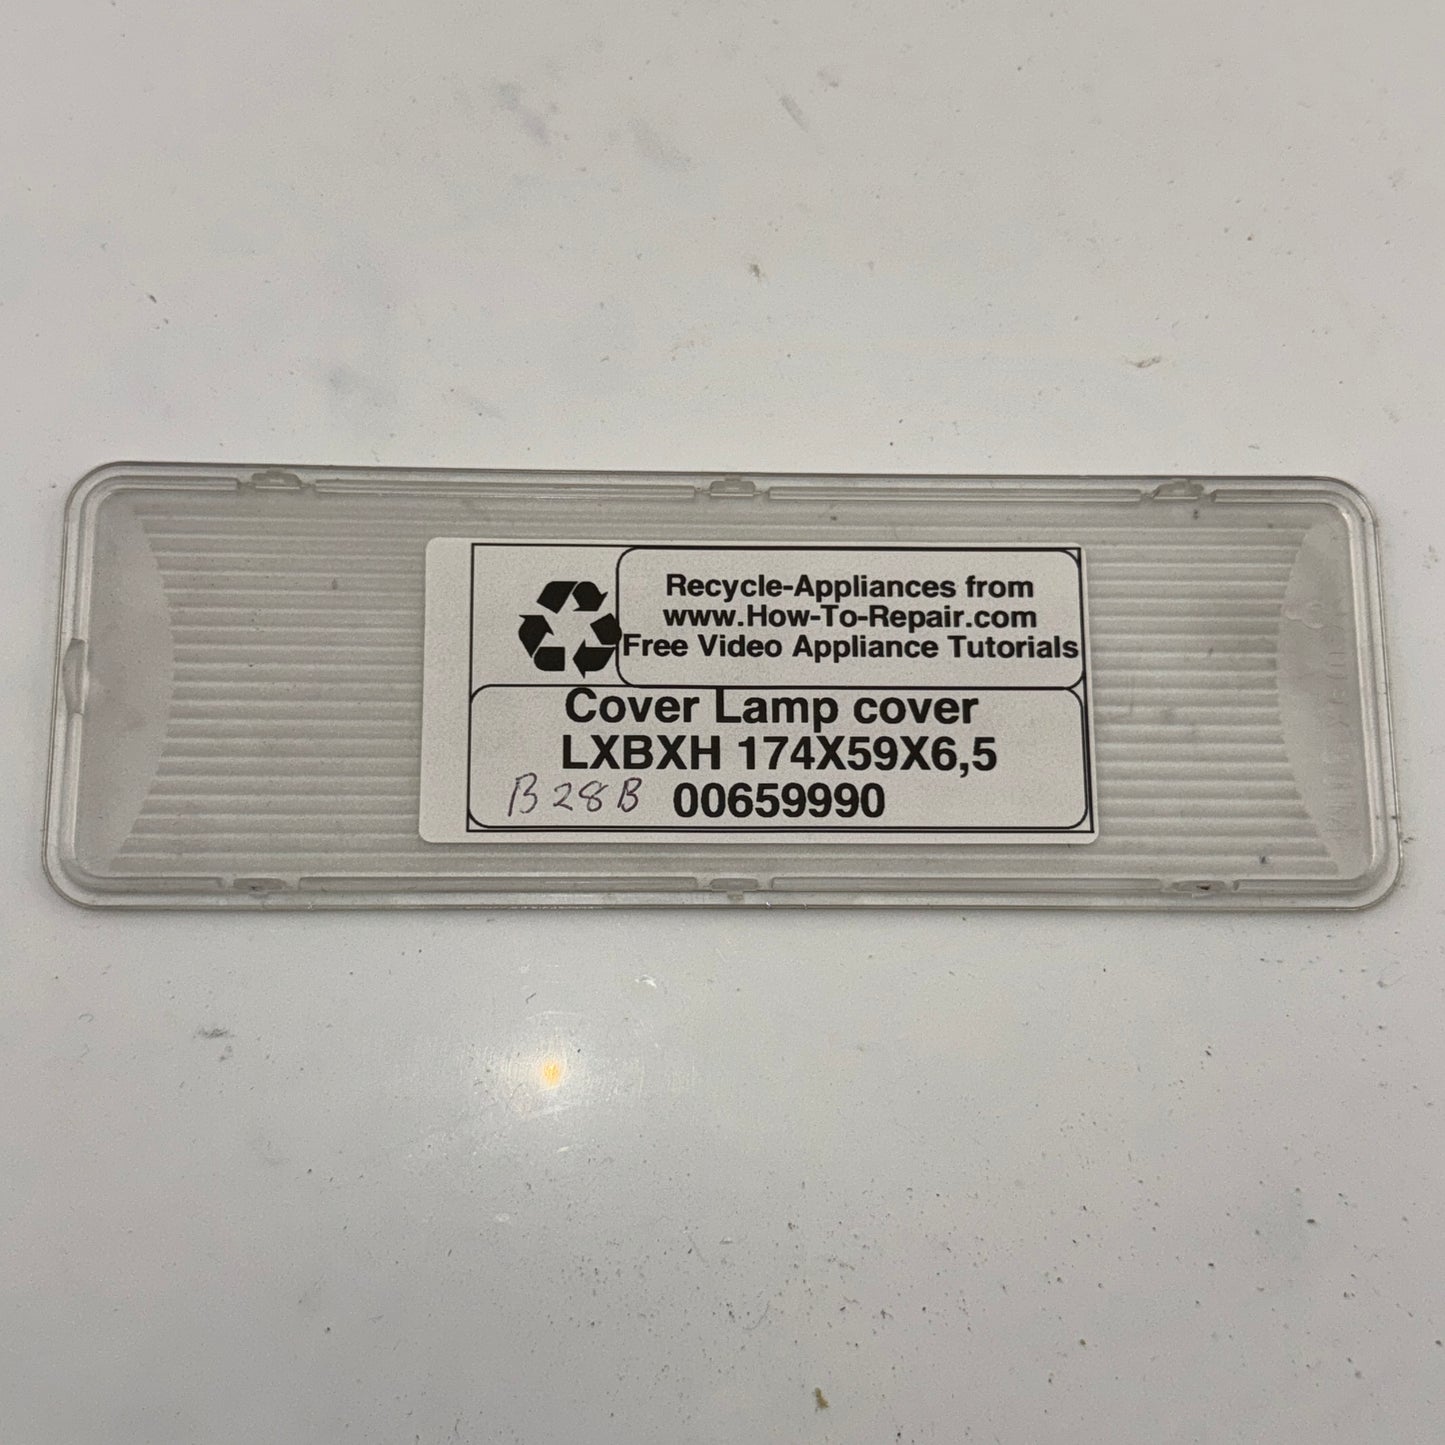 Recycle-Appliances from
www.How-To-Repair.com
Free Video Appliance Tutorials
Cover Lamp cover
LXBXH 174X59X6,5
B28B 00659990